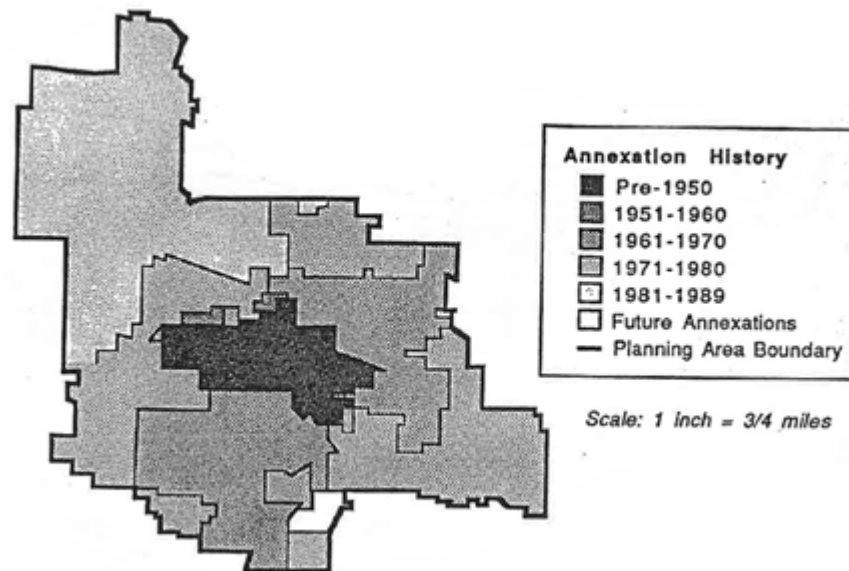 Annexation History
Pre-1950
1951-1960
1961-1970
1971-1980
1981-1989
Future Annexations
Planning Area Boundary
Scale: 1 inch = 3/4 miles